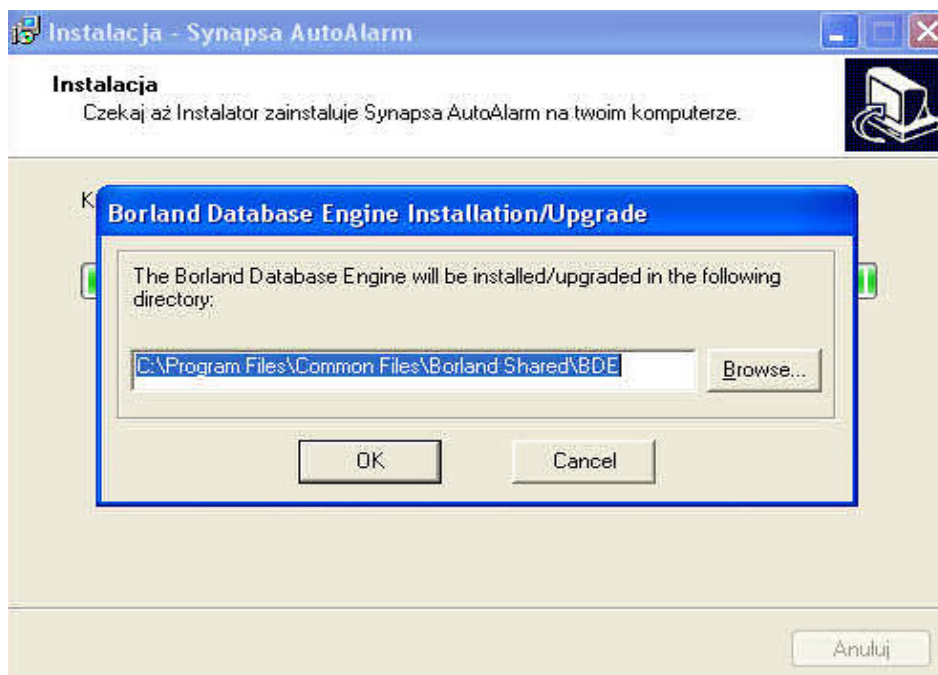 Instalacja - Synapsa AutoAlarm
Instalacja
Czekaj aż Instalator zainstaluje Synapsa AutoAlarm na twoim komputerze.
K
Borland Database Engine Installation/Upgrade
The Borland Database Engine will be installed/upgraded in the following
directory:
C:\Program Files\Common Files\Borland Shared\BDE
Browse...
OK
Cancel
Anuluj